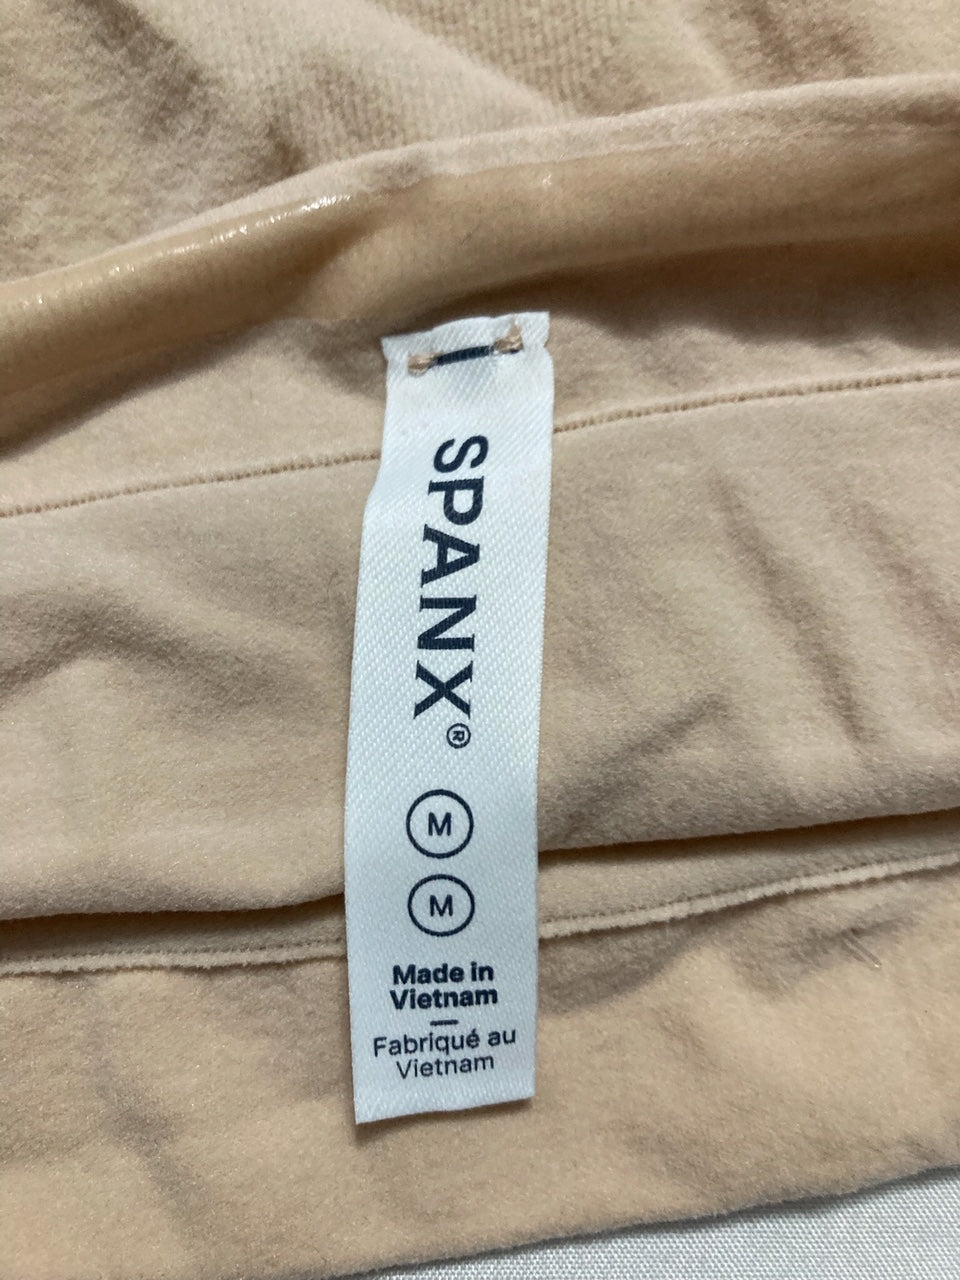 SPANX®
M
M
Made in
Vietnam
—
Fabriqué au
Vietnam